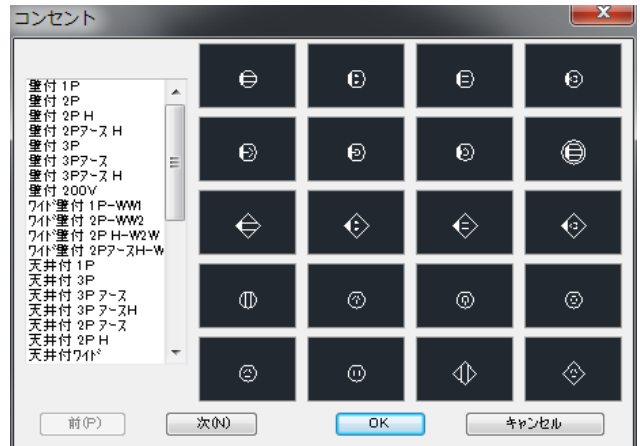 コンセント
壁付 1P
壁付 2P
壁付 2P H
壁付 2Pアース H
壁付 3P
壁付 3Pアース
壁付 3Pアース H
壁付 200V
ワイド壁付 1P-WW1
ワイド壁付 2P-WW2
ワイド壁付 2P H-W2W
ワイド壁付 2PアースH-W
天井付 1P
天井付 3P
天井付 3P アース
天井付 3P アースH
天井付 2P アース
天井付 2P H
天井付ワイド
前(P)
次(N)
OK
キャンセル